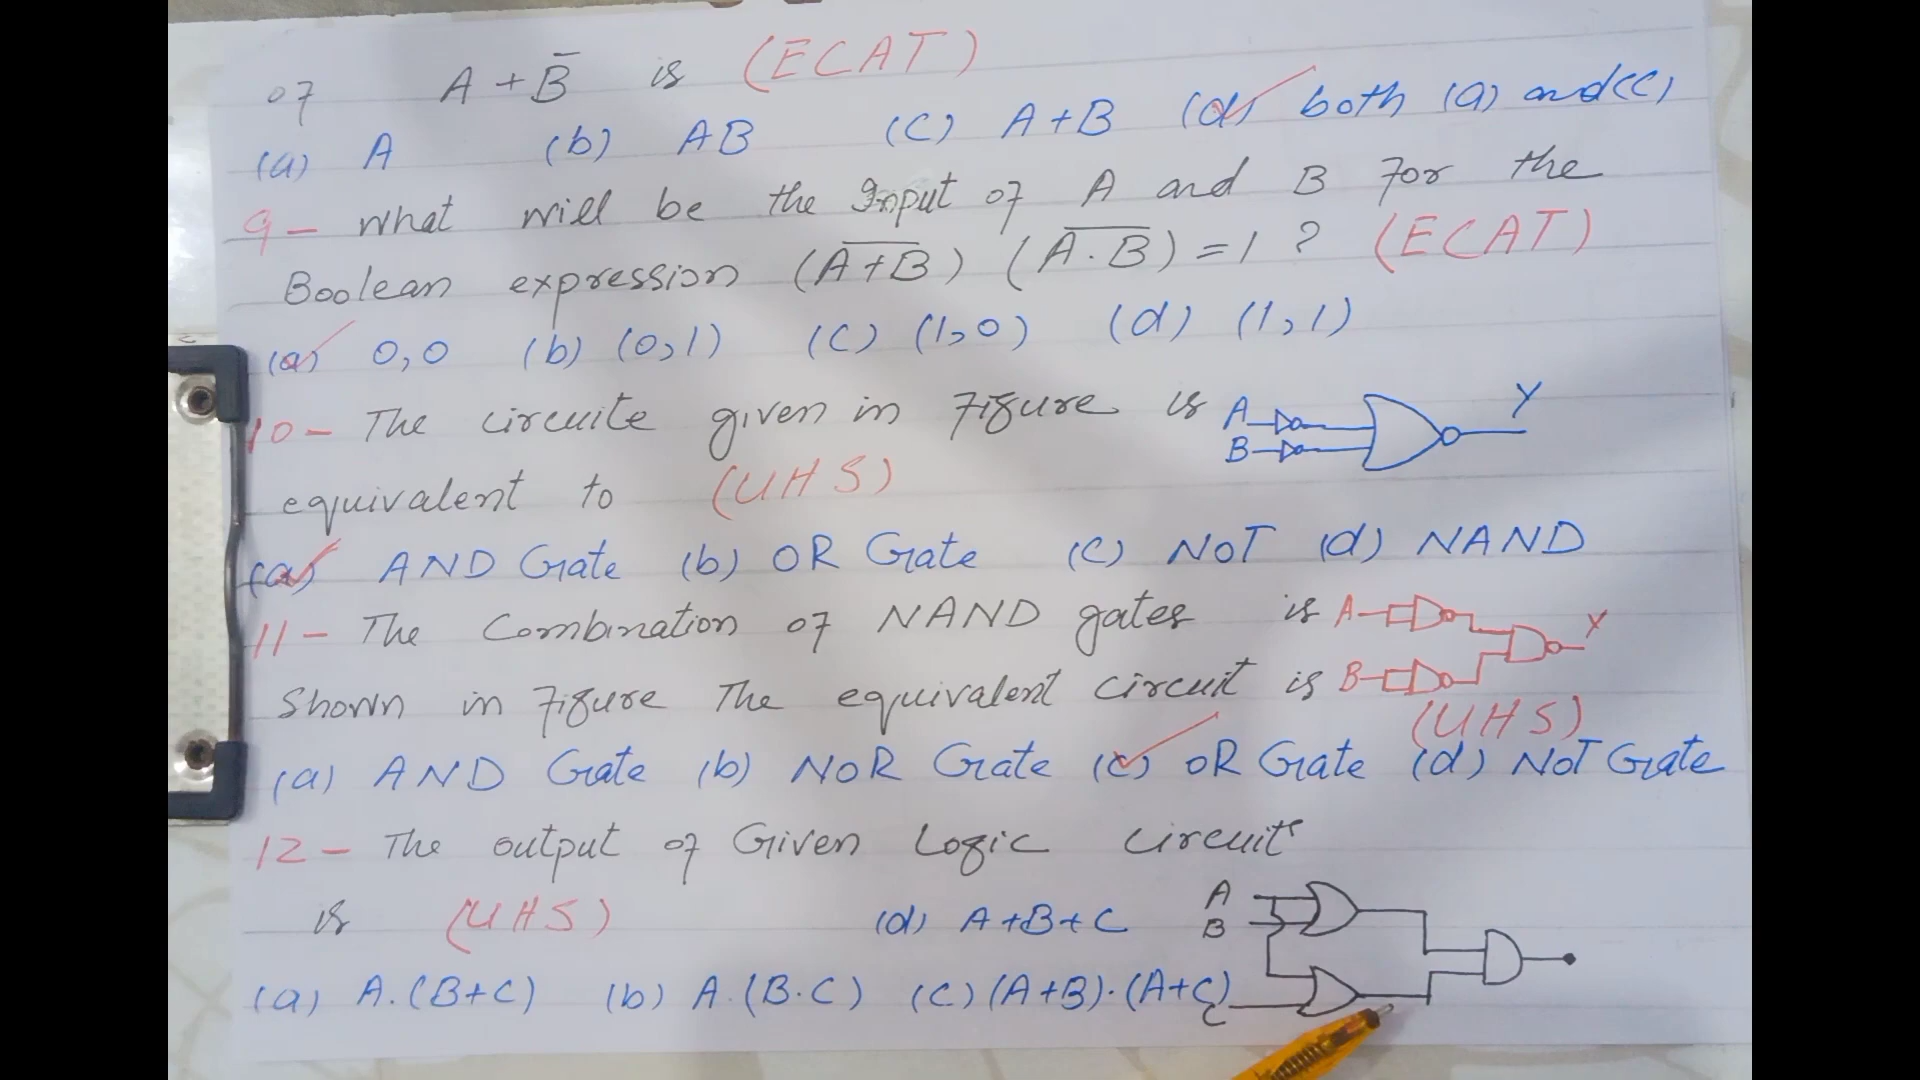 of A + B̅ is (ECAT)
(a) A (b) AB (c) A+B (d) both (a) and (c)
9- what will be the Input of A and B for the
Boolean expression (A̅+̅B̅) (A̅.̅B̅) = 1 ? (ECAT)
(a) 0,0 (b) (0,1) (c) (1,0) (d) (1,1)
10- The circuite given in Figure is A B Y
equivalent to (UHS)
(a) AND Gate (b) OR Gate (c) NOT (d) NAND
11- The Combination of NAND gates is A Y
Shown in Figure The equivalent circuit is B
(UHS)
(a) AND Gate (b) NOR Gate (c) OR Gate (d) NOT Gate
12- The output of Given Logic circuit
is (UHS) (d) A+B+C A B
(a) A.(B+C) (b) A.(B.C) (c) (A+B).(A+C) C